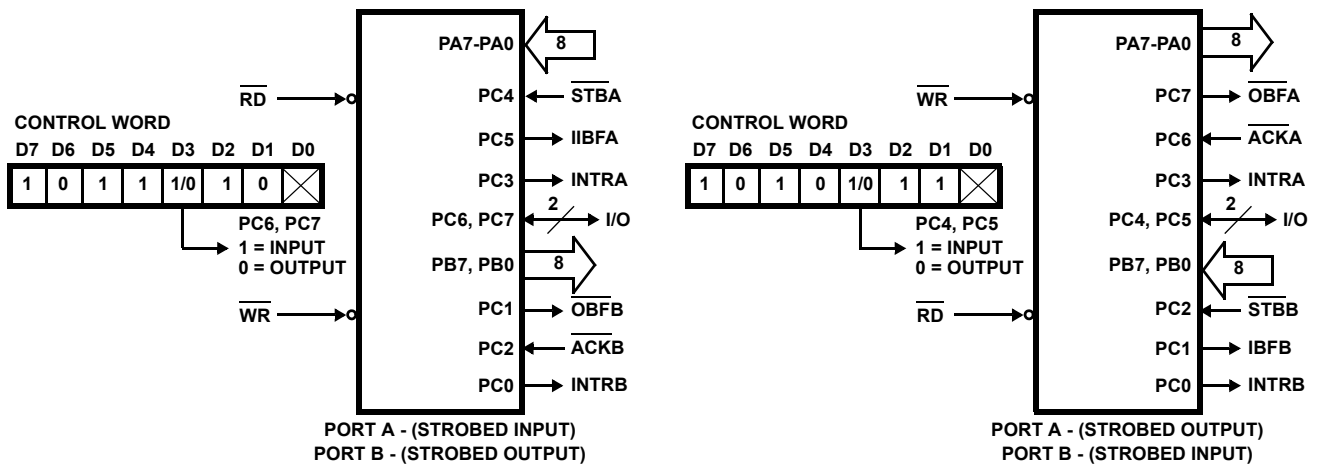 PA7-PA0 8
RD
PC4 STBA
CONTROL WORD
PC5 IIBFA
D7 D6 D5 D4 D3 D2 D1 D0
1 0 1 1 1/0 1 0
PC3 INTRA
PC6, PC7 2 I/O
PC6, PC7
1 = INPUT
0 = OUTPUT
PB7, PB0 8
WR
PC1 OBFB
PC2 ACKB
PC0 INTRB
PORT A - (STROBED INPUT)
PORT B - (STROBED OUTPUT)
PA7-PA0 8
WR
PC7 OBFA
CONTROL WORD
PC6 ACKA
D7 D6 D5 D4 D3 D2 D1 D0
1 0 1 0 1/0 1 1
PC3 INTRA
PC4, PC5 2 I/O
PC4, PC5
1 = INPUT
0 = OUTPUT
PB7, PB0 8
RD
PC2 STBB
PC1 IBFB
PC0 INTRB
PORT A - (STROBED OUTPUT)
PORT B - (STROBED INPUT)